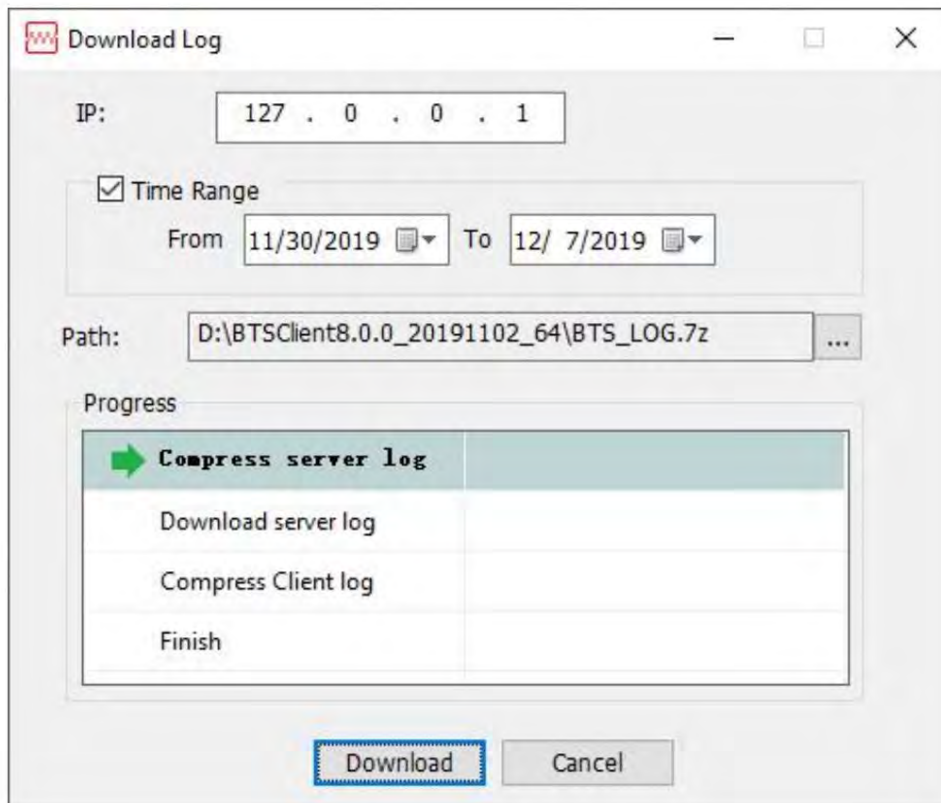 Download Log
IP: 127 . 0 . 0 . 1
Time Range
From 11/30/2019 To 12/ 7/2019
Path: D:\BTSClient8.0.0_20191102_64\BTS_LOG.7z ...
Progress
Compress server log
Download server log
Compress Client log
Finish
Download Cancel